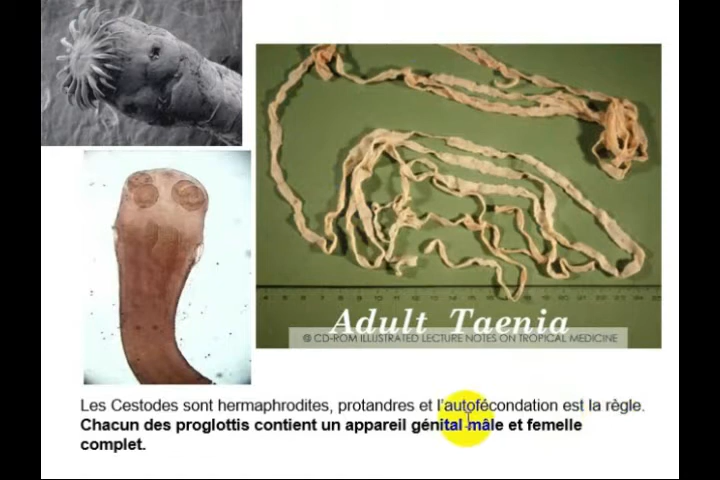 Adult Taenia
@ CD-ROM ILLUSTRATED LECTURE NOTES ON TROPICAL MEDICINE
Les Cestodes sont hermaphrodites, protandres et l'autofécondation est la règle.
Chacun des proglottis contient un appareil génital mâle et femelle
complet.